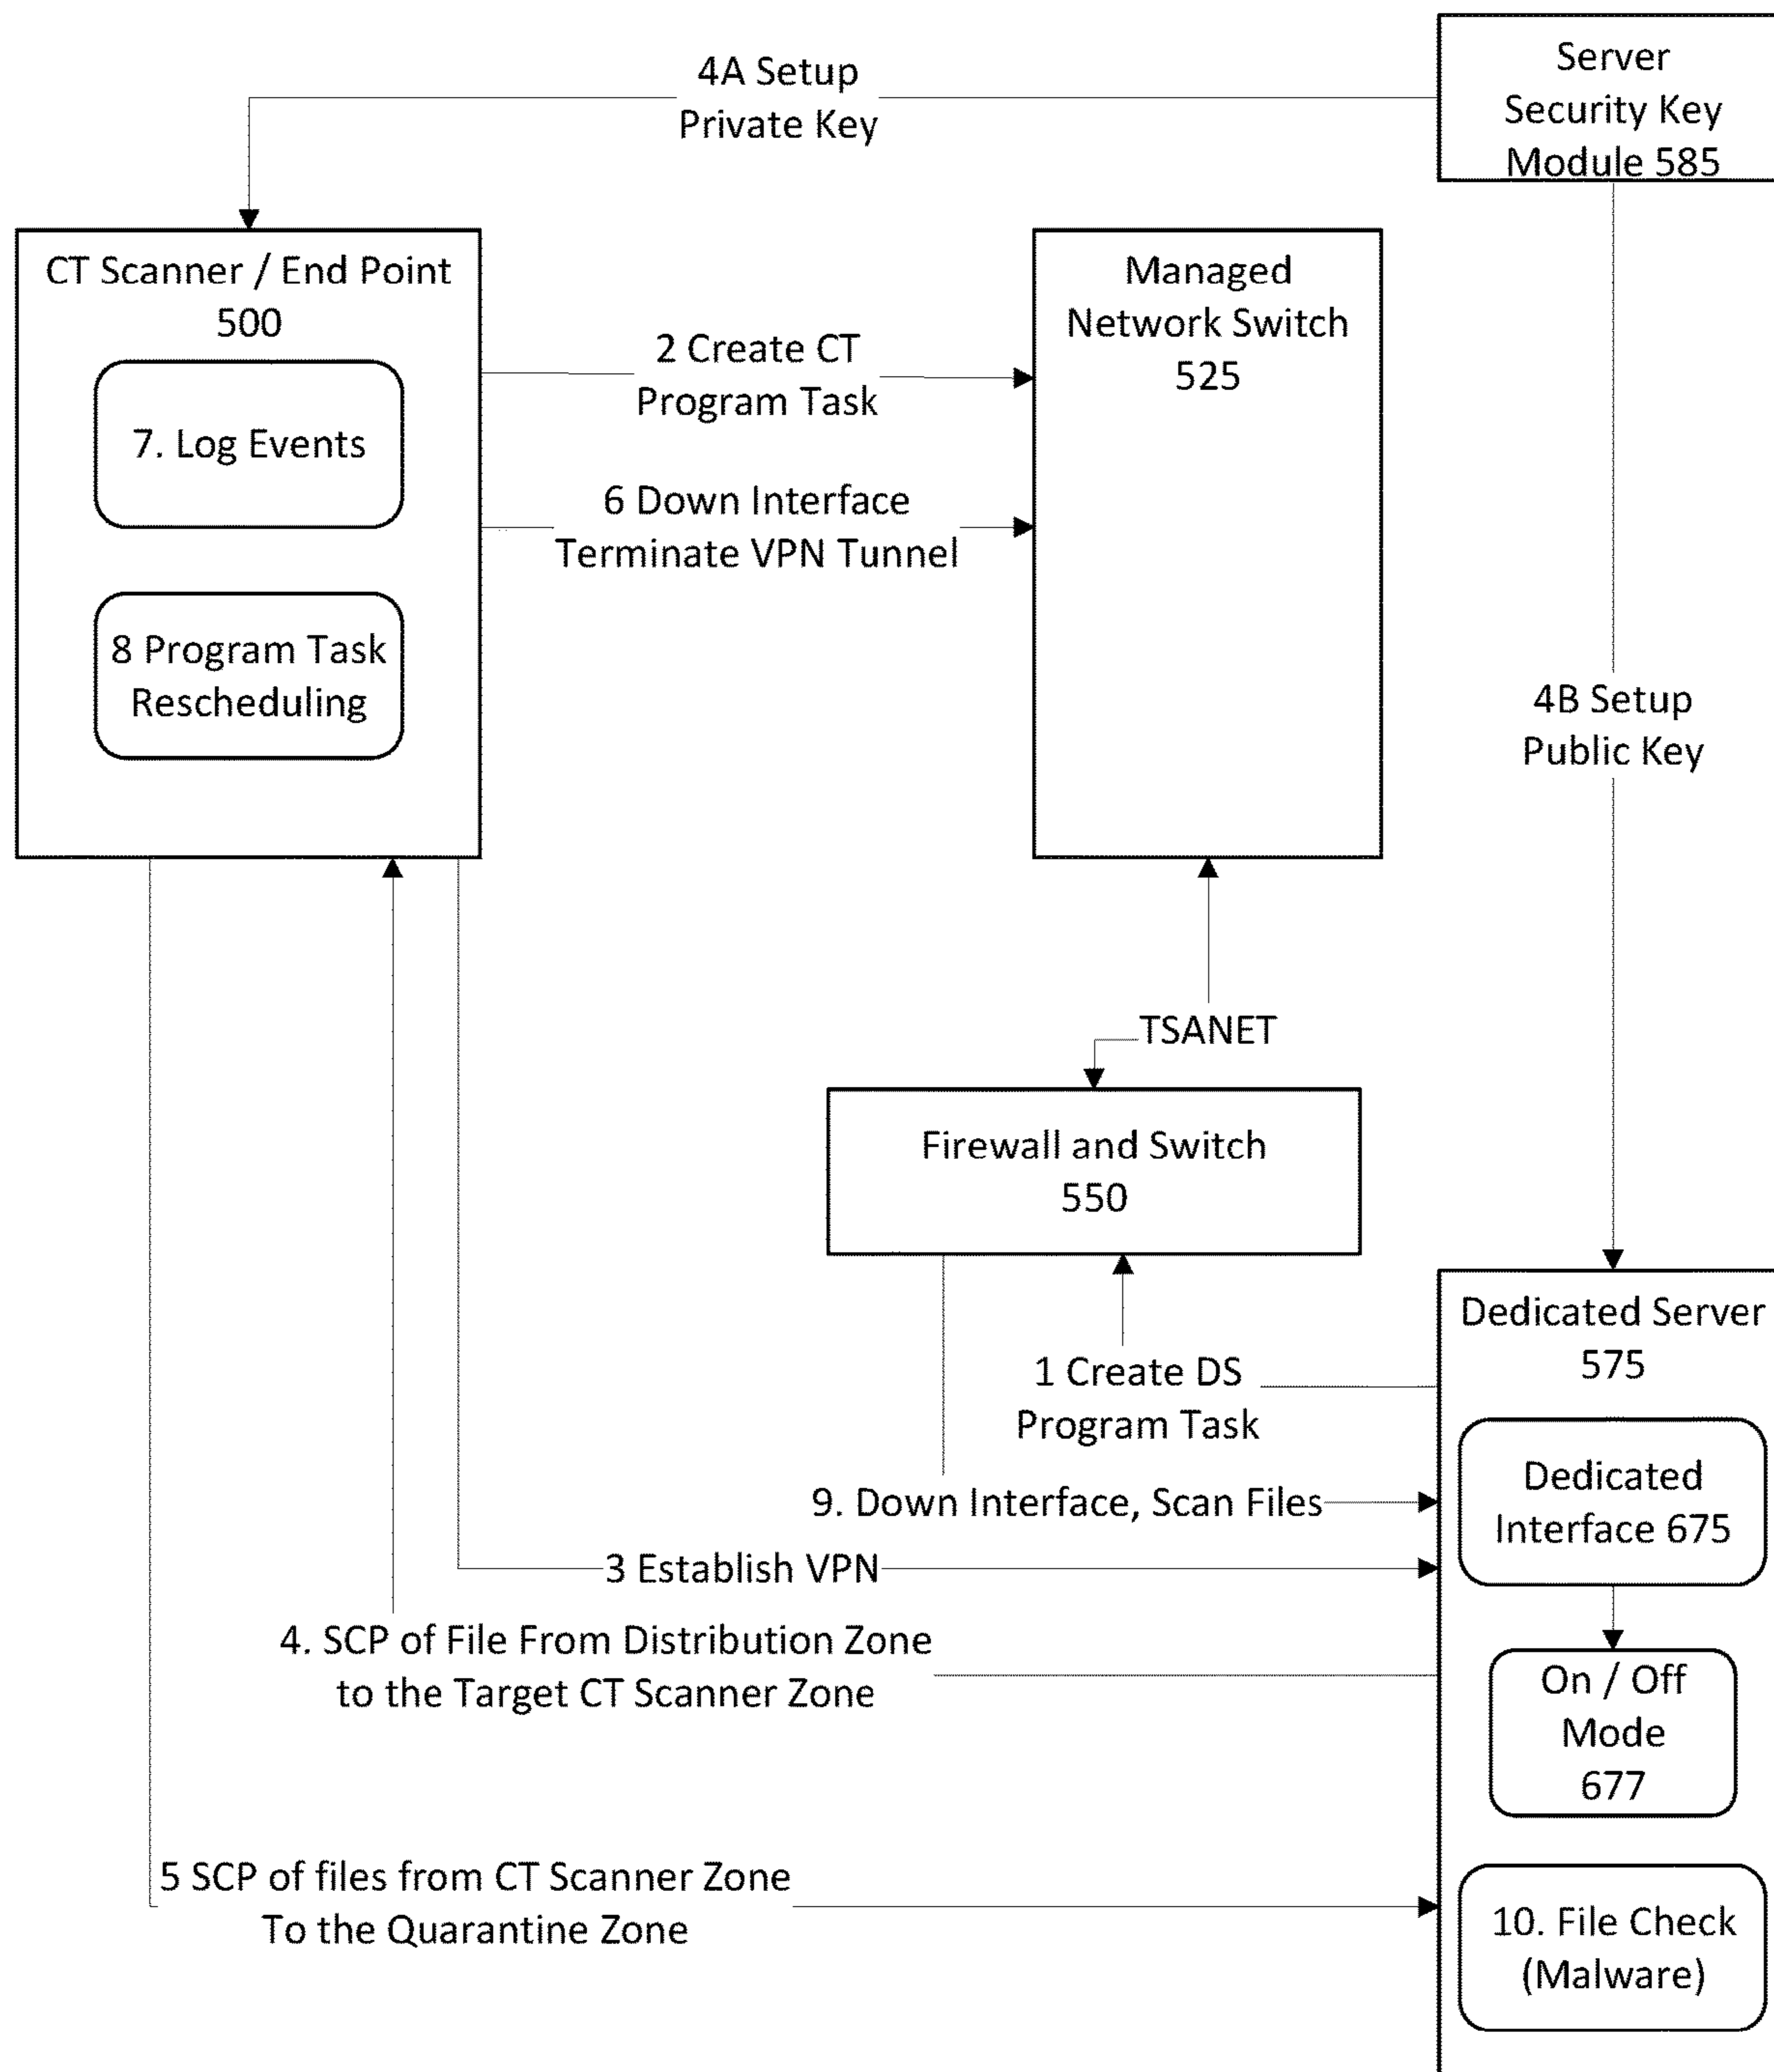 4A Setup
Private Key
Server
Security Key
Module 585
CT Scanner / End Point
500
7. Log Events
8 Program Task
Rescheduling
2 Create CT
Program Task
6 Down Interface
Terminate VPN Tunnel
Managed
Network Switch
525
4B Setup
Public Key
TSANET
Firewall and Switch
550
1 Create DS
Program Task
9. Down Interface, Scan Files
3 Establish VPN
4. SCP of File From Distribution Zone
to the Target CT Scanner Zone
5 SCP of files from CT Scanner Zone
To the Quarantine Zone
Dedicated Server
575
Dedicated
Interface 675
On / Off
Mode
677
10. File Check
(Malware)